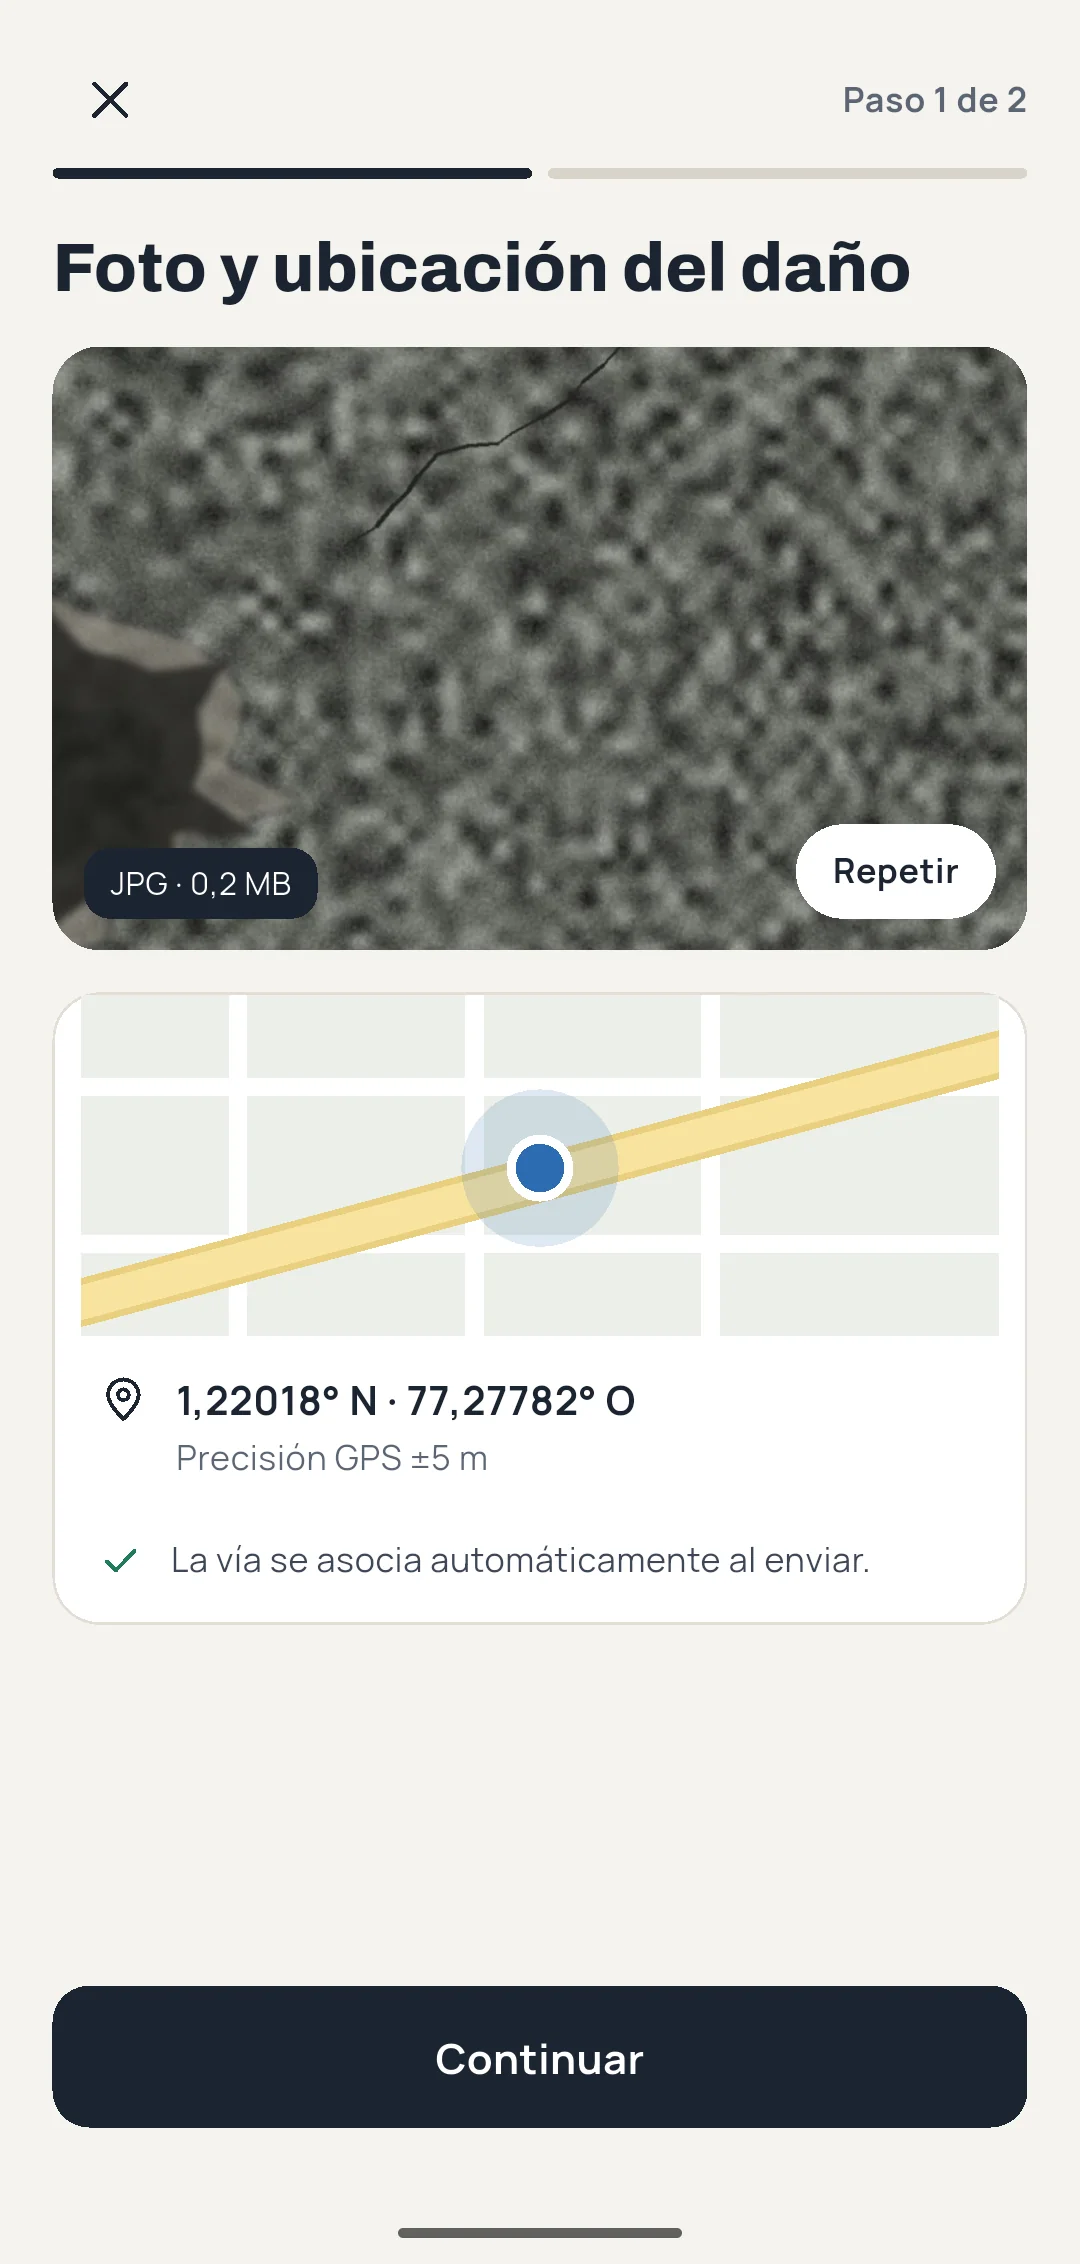 Paso 1 de 2
Foto y ubicación del daño
JPG · 0,2 MB
Repetir
1,22018° N · 77,27782° O
Precisión GPS ±5 m
La vía se asocia automáticamente al enviar.
Continuar